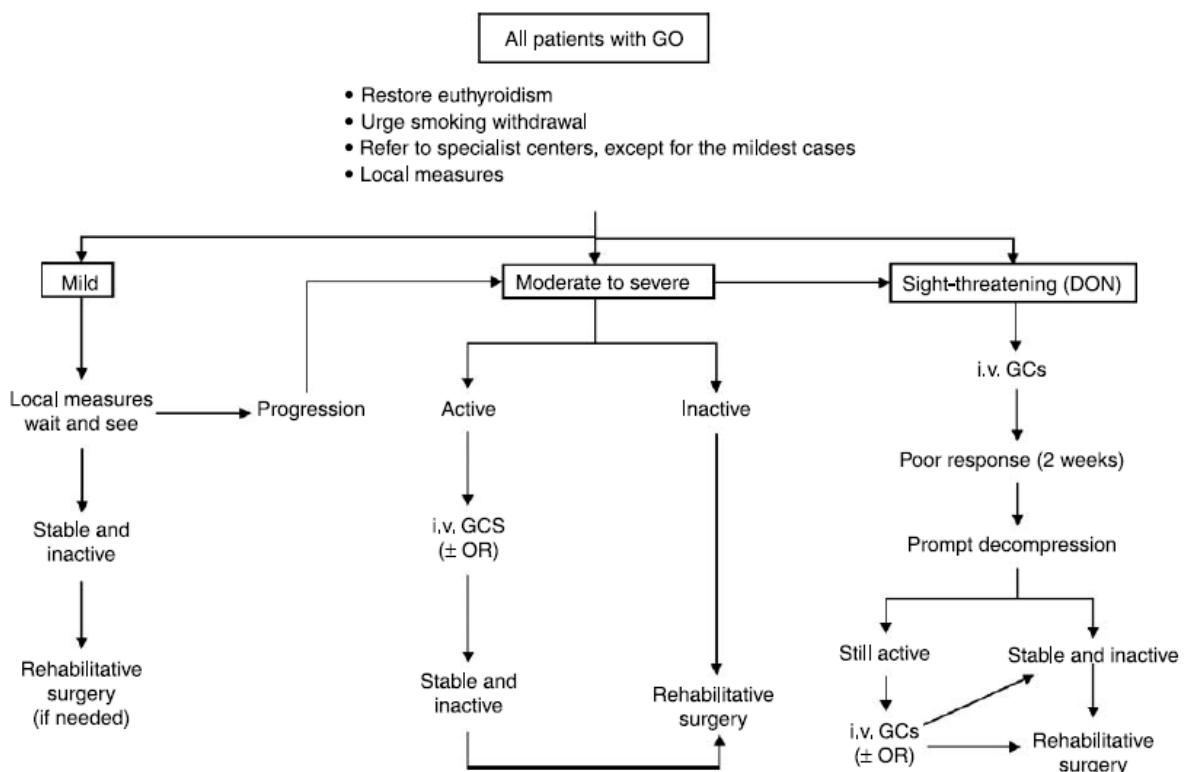 All patients with GO
• Restore euthyroidism
• Urge smoking withdrawal
• Refer to specialist centers, except for the mildest cases
• Local measures
Mild
Moderate to severe
Sight-threatening (DON)
Local measures
wait and see
Progression
Stable and
inactive
Rehabilitative
surgery
(if needed)
Active
i.v. GCS
(± OR)
Stable and
inactive
Inactive
Rehabilitative
surgery
i.v. GCs
Poor response (2 weeks)
Prompt decompression
Still active
i.v. GCs
(± OR)
Stable and inactive
Rehabilitative
surgery